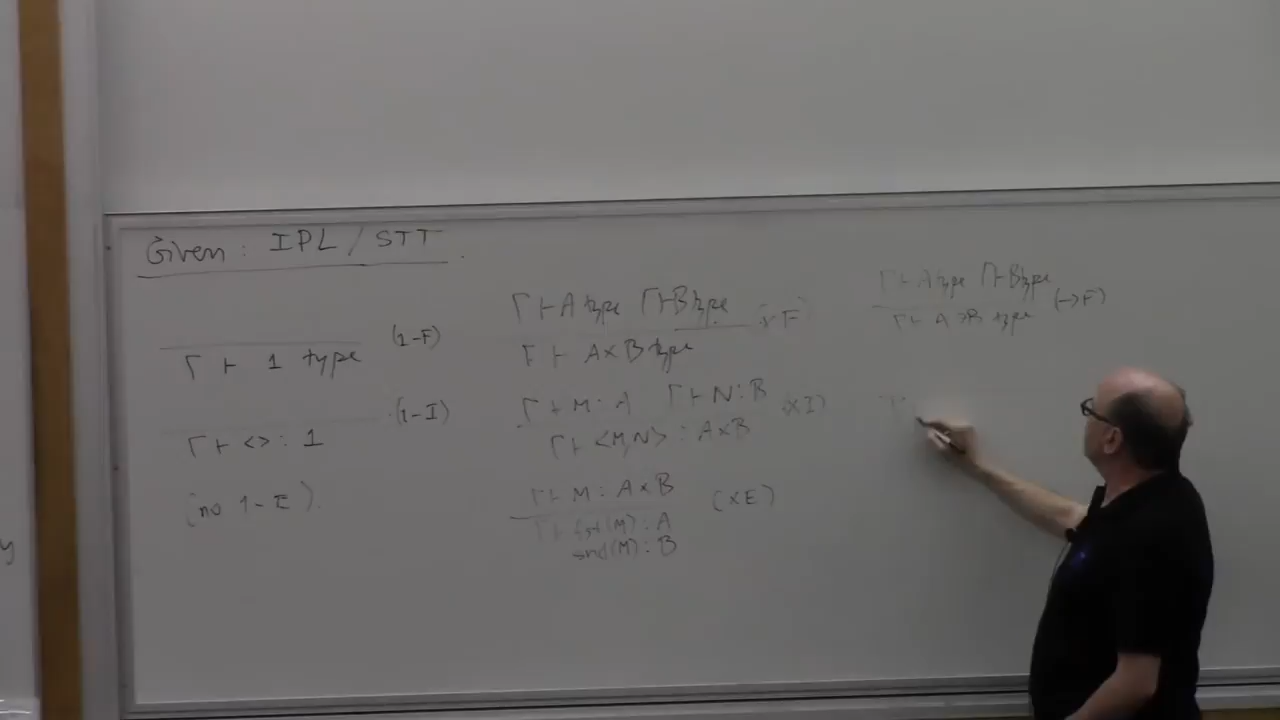 Given: IPL / STT
Γ ⊢ 1 type (1-F)
Γ ⊢ <> : 1 (1-I)
(no 1-E)
Γ ⊢ A type Γ ⊢ B type
Γ ⊢ A×B type (×F)
Γ ⊢ M : A Γ ⊢ N : B
Γ ⊢ <M,N> : A×B (×I)
Γ ⊢ M : A×B
Γ ⊢ fst(M) : A (×E)
snd(M) : B
Γ ⊢ A type Γ ⊢ B type
Γ ⊢ A→B type (→F)
y